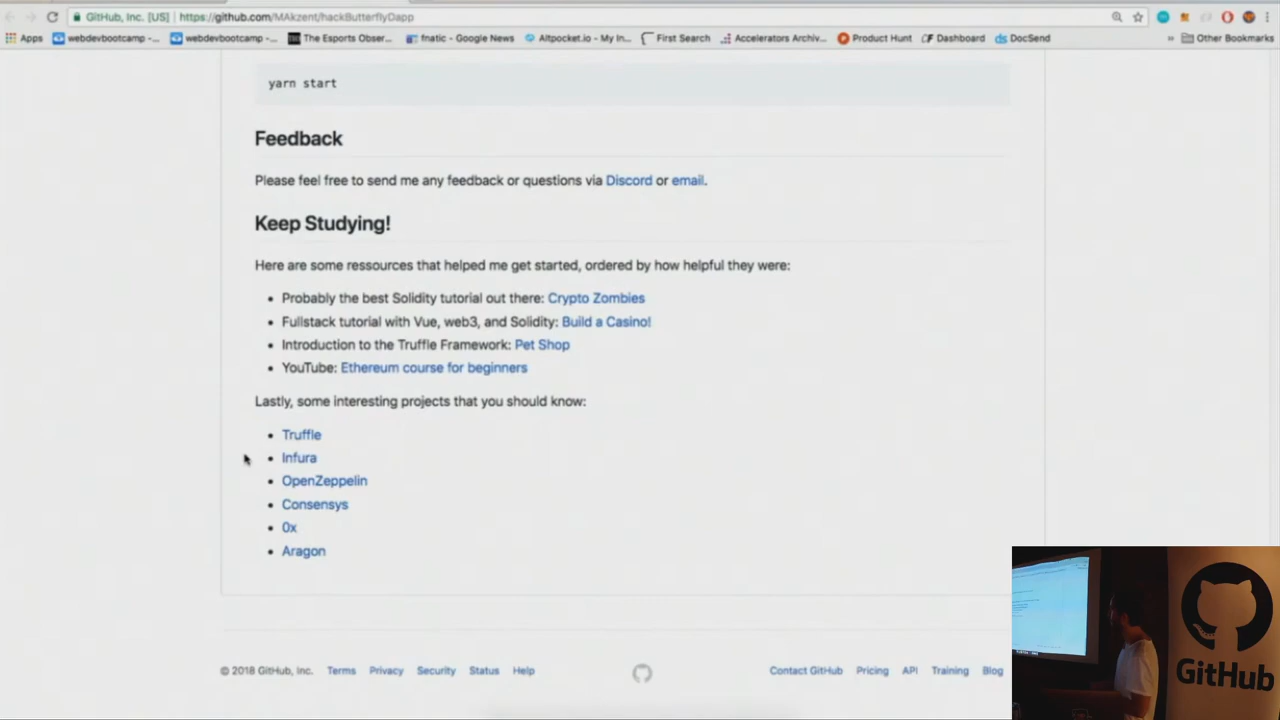 GitHub, Inc. [US] | https://github.com/MAkzent/hackButterflyDapp
Apps webdevbootcamp -... webdevbootcamp -... The Esports Obser... fnatic - Google News Altpocket.io - My In... First Search Accelerators Archiv... Product Hunt Dashboard DocSend » Other Bookmarks
yarn start
Feedback
Please feel free to send me any feedback or questions via Discord or email.
Keep Studying!
Here are some ressources that helped me get started, ordered by how helpful they were:
• Probably the best Solidity tutorial out there: Crypto Zombies
• Fullstack tutorial with Vue, web3, and Solidity: Build a Casino!
• Introduction to the Truffle Framework: Pet Shop
• YouTube: Ethereum course for beginners
Lastly, some interesting projects that you should know:
• Truffle
• Infura
• OpenZeppelin
• Consensys
• 0x
• Aragon
© 2018 GitHub, Inc. Terms Privacy Security Status Help Contact GitHub Pricing API Training Blog
GitHub